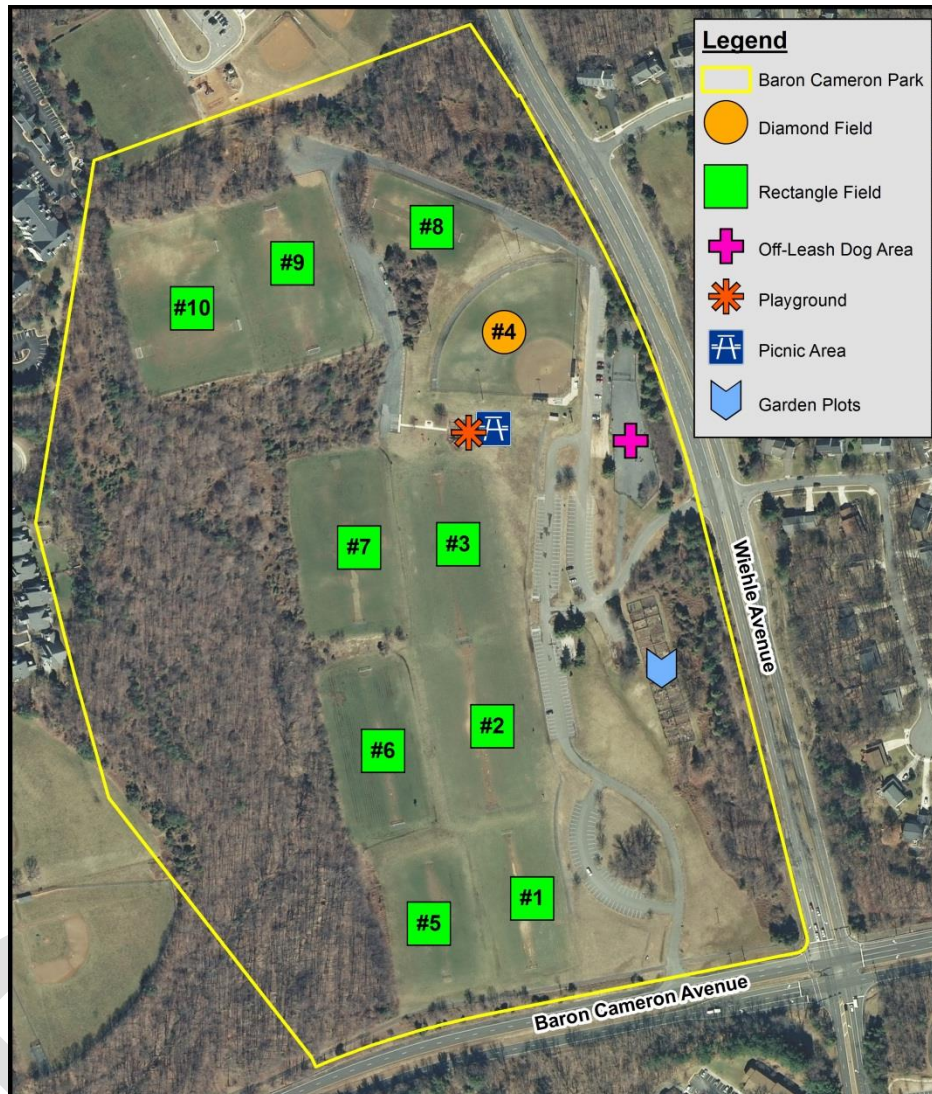 Legend
Baron Cameron Park
Diamond Field
Rectangle Field
Off-Leash Dog Area
Playground
Picnic Area
Garden Plots
#8
#9
#10
#4
#7
#3
#2
#6
#1
#5
Wiehle Avenue
Baron Cameron Avenue